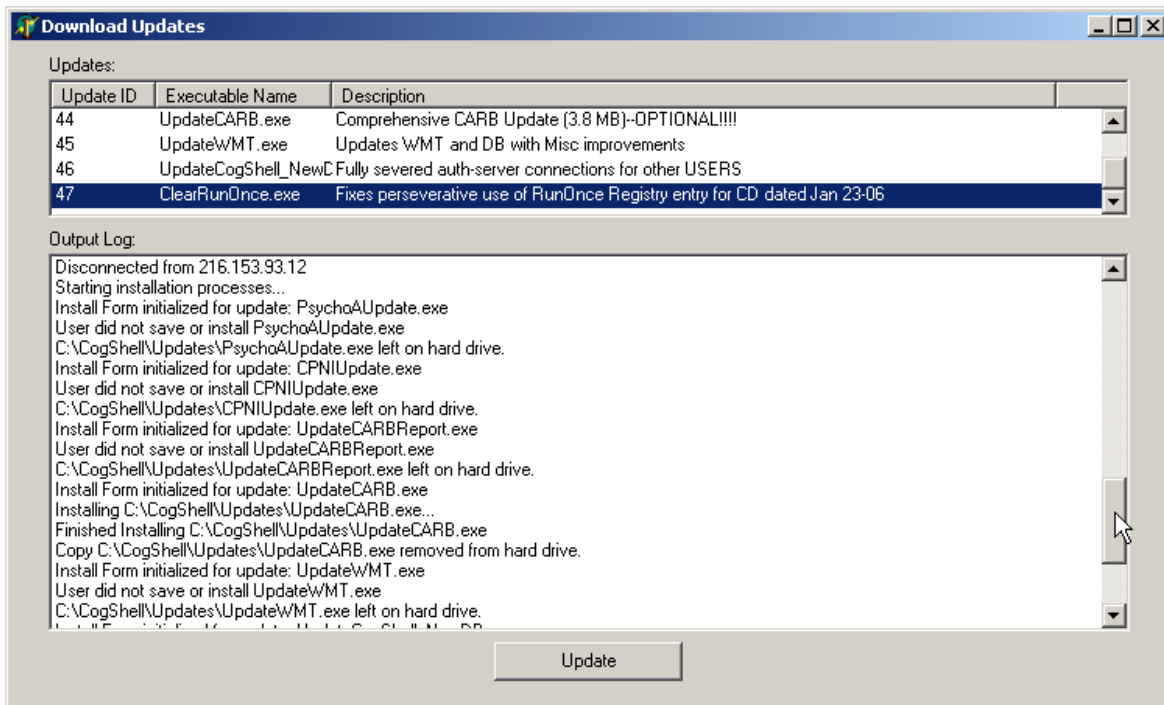 Download Updates
Updates:
Update ID Executable Name Description
44 UpdateCARB.exe Comprehensive CARB Update (3.8 MB)--OPTIONAL!!!!
45 UpdateWMT.exe Updates WMT and DB with Misc improvements
46 UpdateCogShell_NewD Fully severed auth-server connections for other USERS
47 ClearRunOnce.exe Fixes perseverative use of RunOnce Registry entry for CD dated Jan 23-06
Output Log:
Disconnected from 216.153.93.12
Starting installation processes...
Install Form initialized for update: PsychoAUpdate.exe
User did not save or install PsychoAUpdate.exe
C:\CogShell\Updates\PsychoAUpdate.exe left on hard drive.
Install Form initialized for update: CPNIUpdate.exe
User did not save or install CPNIUpdate.exe
C:\CogShell\Updates\CPNIUpdate.exe left on hard drive.
Install Form initialized for update: UpdateCARBReport.exe
User did not save or install UpdateCARBReport.exe
C:\CogShell\Updates\UpdateCARBReport.exe left on hard drive.
Install Form initialized for update: UpdateCARB.exe
Installing C:\CogShell\Updates\UpdateCARB.exe...
Finished Installing C:\CogShell\Updates\UpdateCARB.exe
Copy C:\CogShell\Updates\UpdateCARB.exe removed from hard drive.
Install Form initialized for update: UpdateWMT.exe
User did not save or install UpdateWMT.exe
C:\CogShell\Updates\UpdateWMT.exe left on hard drive.
Update